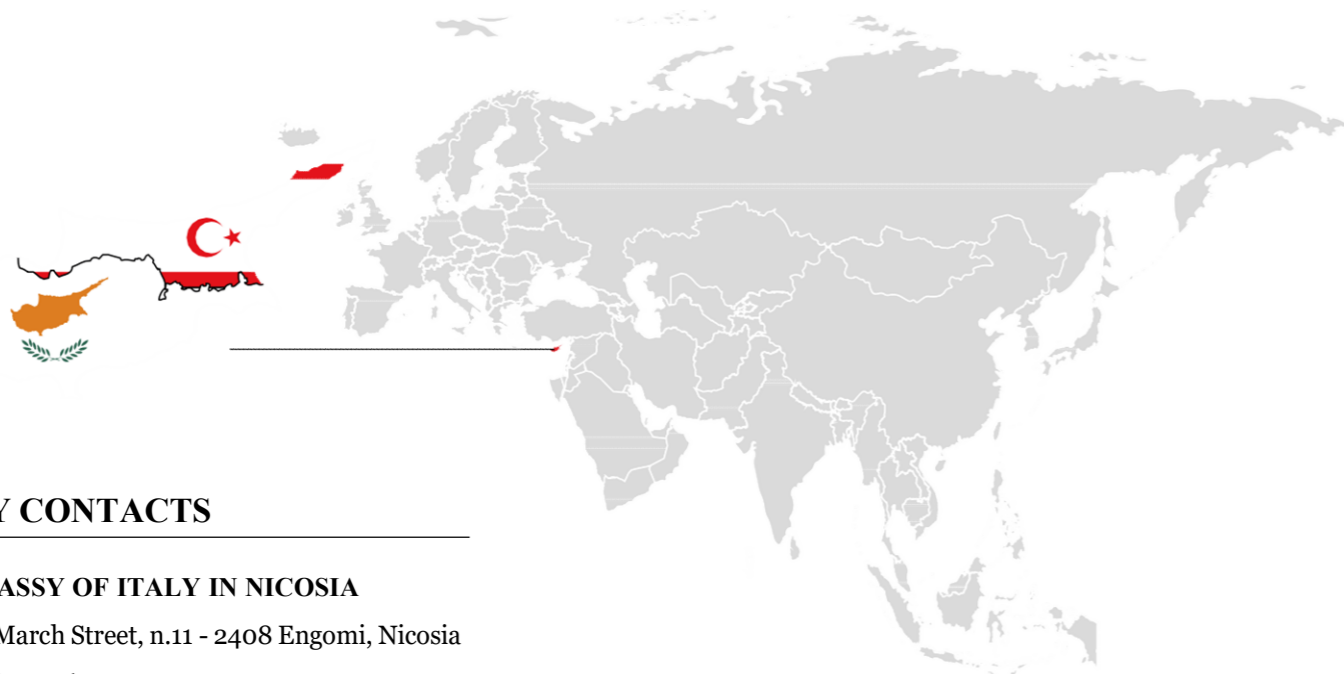 Y CONTACTS
ASSY OF ITALY IN NICOSIA
March Street, n.11 - 2408 Engomi, Nicosia